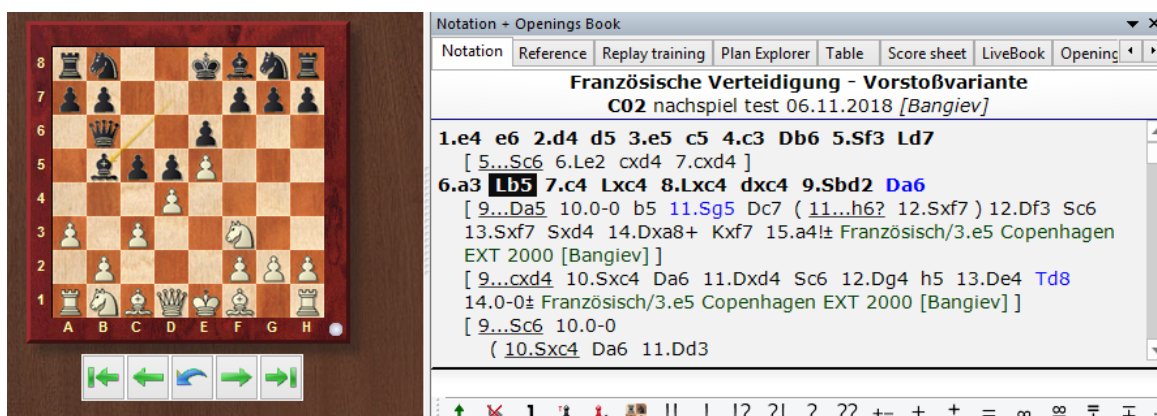 Notation + Openings Book
Notation Reference Replay training Plan Explorer Table Score sheet LiveBook Opening
Französische Verteidigung - Vorstoßvariante
C02 nachspiel test 06.11.2018 [Bangiev]
1.e4 e6 2.d4 d5 3.e5 c5 4.c3 Db6 5.Sf3 Ld7
[ 5...Sc6 6.Le2 cxd4 7.cxd4 ]
6.a3 Lb5 7.c4 Lxc4 8.Lxc4 dxc4 9.Sbd2 Da6
[ 9...Da5 10.0-0 b5 11.Sg5 Dc7 ( 11...h6? 12.Sxf7 ) 12.Df3 Sc6
13.Sxf7 Sxd4 14.Dxa8+ Kxf7 15.a4!± Französisch/3.e5 Copenhagen
EXT 2000 [Bangiev] ]
[ 9...cxd4 10.Sxc4 Da6 11.Dxd4 Sc6 12.Dg4 h5 13.De4 Td8
14.0-0± Französisch/3.e5 Copenhagen EXT 2000 [Bangiev] ]
[ 9...Sc6 10.0-0
( 10.Sxc4 Da6 11.Dd3
8
7
6
5
4
3
2
1
A B C D E F G H
!! ! !? ?! ? ?? +- ± ⩲ = ∞